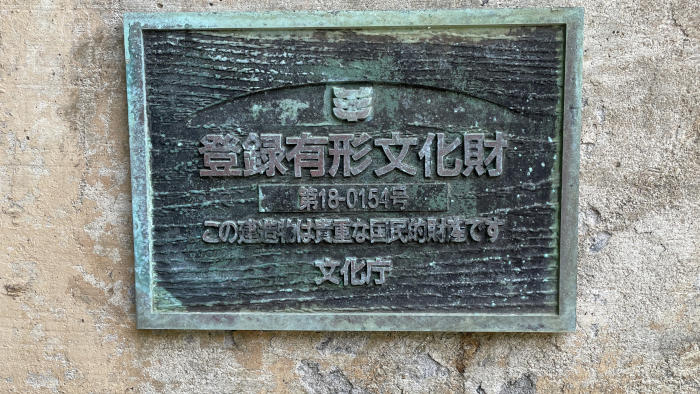 登録有形文化財
第18-0154号
この建造物は貴重な国民的財産です
文化庁